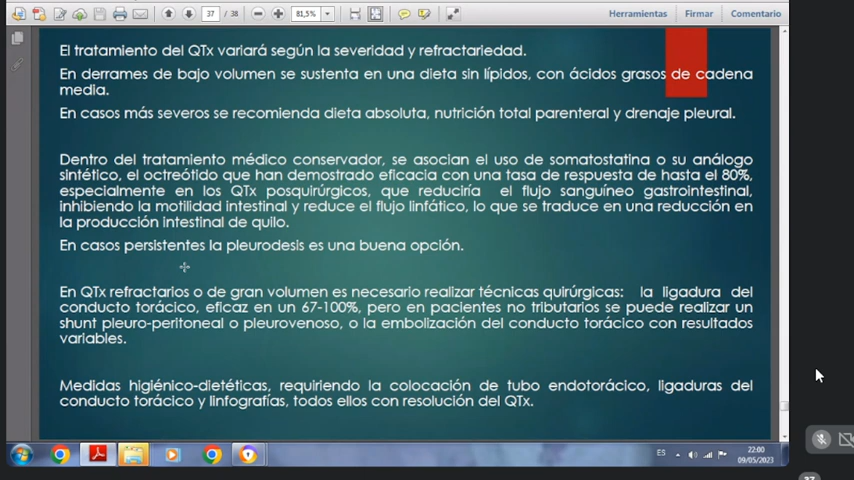 37 / 38
81,5%
Herramientas
Firmar
Comentario
El tratamiento del QTx variará según la severidad y refractariedad.
En derrames de bajo volumen se sustenta en una dieta sin lípidos, con ácidos grasos de cadena
media.
En casos más severos se recomienda dieta absoluta, nutrición total parenteral y drenaje pleural.
Dentro del tratamiento médico conservador, se asocian el uso de somatostatina o su análogo
sintético, el octreótido que han demostrado eficacia con una tasa de respuesta de hasta el 80%,
especialmente en los QTx posquirúrgicos, que reduciría el flujo sanguíneo gastrointestinal,
inhibiendo la motilidad intestinal y reduce el flujo linfático, lo que se traduce en una reducción en
la producción intestinal de quilo.
En casos persistentes la pleurodesis es una buena opción.
En QTx refractarios o de gran volumen es necesario realizar técnicas quirúrgicas: la ligadura del
conducto torácico, eficaz en un 67-100%, pero en pacientes no tributarios se puede realizar un
shunt pleuro-peritoneal o pleurovenoso, o la embolización del conducto torácico con resultados
variables.
Medidas higiénico-dietéticas, requiriendo la colocación de tubo endotorácico, ligaduras del
conducto torácico y linfografías, todos ellos con resolución del QTx.
ES
22:00
09/05/2023